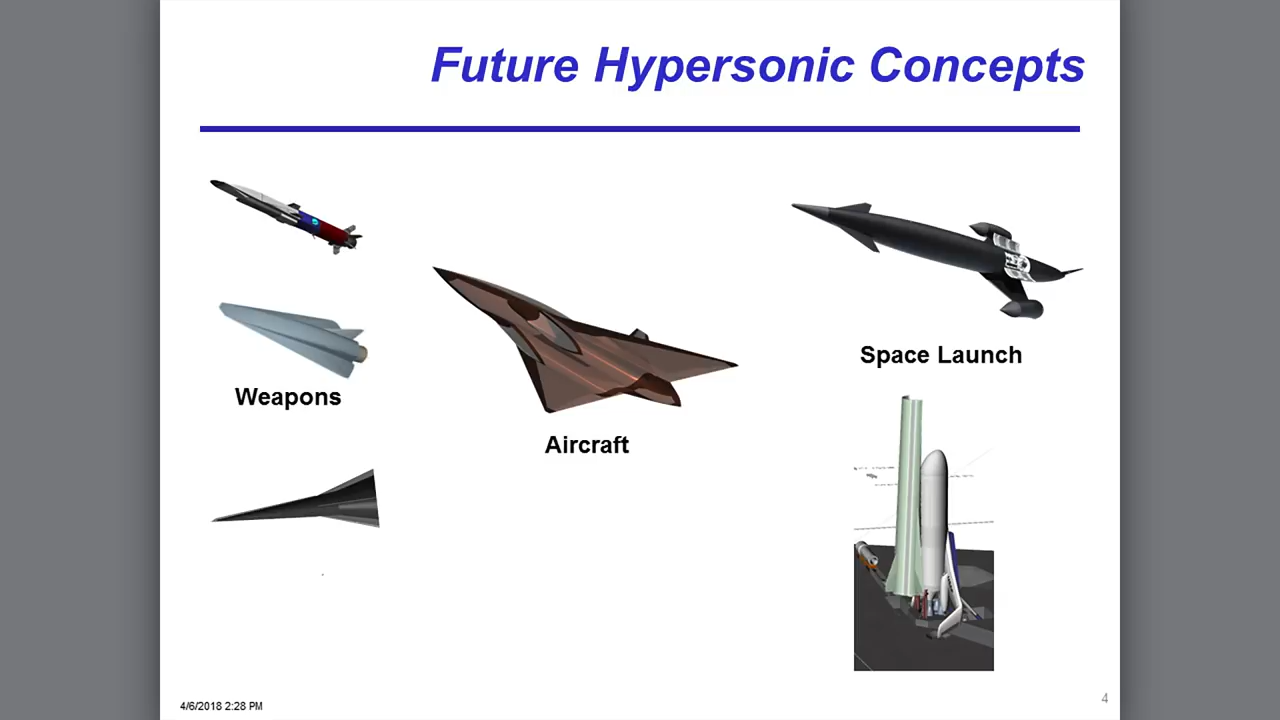 Future Hypersonic Concepts
Space Launch
Weapons
Aircraft
4/6/2018 2:28 PM
4